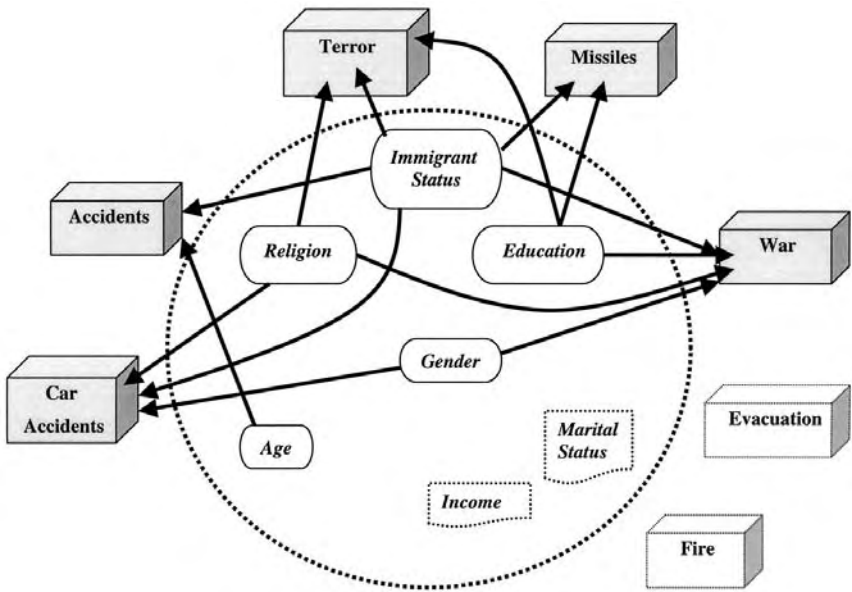 Terror
Missiles
Immigrant
Status
Accidents
Religion
Education
War
Gender
Car
Accidents
Age
Marital
Status
Evacuation
Income
Fire